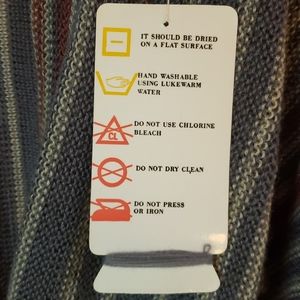 IT SHOULD BE DRIED
ON A FLAT SURFACE
HAND WASHABLE
USING LUKEWARM
WATER
CL
DO NOT USE CHLORINE
BLEACH
DO NOT DRY CLEAN
DO NOT PRESS
OR IRON